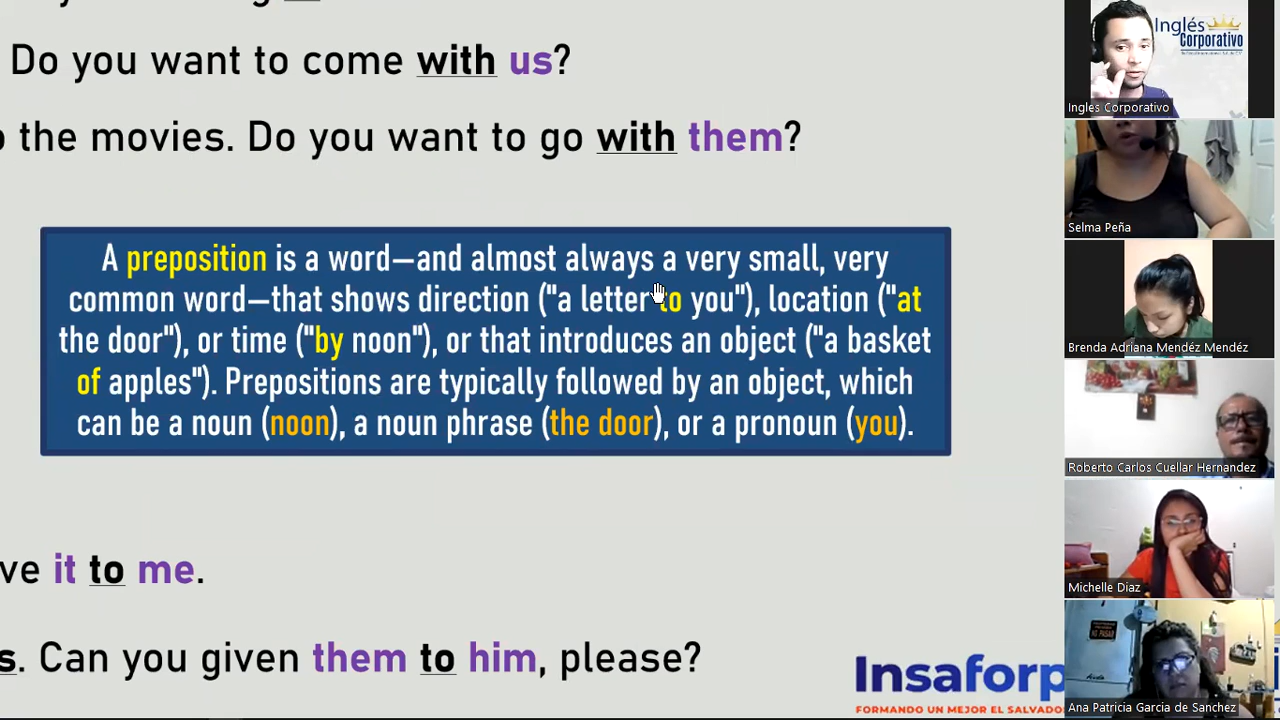 Do you want to come with us?
the movies. Do you want to go with them?
A preposition is a word—and almost always a very small, very
common word—that shows direction ("a letter to you"), location ("at
the door"), or time ("by noon"), or that introduces an object ("a basket
of apples"). Prepositions are typically followed by an object, which
can be a noun (noon), a noun phrase (the door), or a pronoun (you).
ve it to me.
s. Can you given them to him, please?
Insaforp
FORMANDO UN MEJOR EL SALVADO
Inglés
Corporativo
Ingles Corporativo
Selma Peña
Brenda Adriana Mendéz Mendéz
Roberto Carlos Cuellar Hernandez
Michelle Diaz
NI PASAR
Ana Patricia Garcia de Sanchez